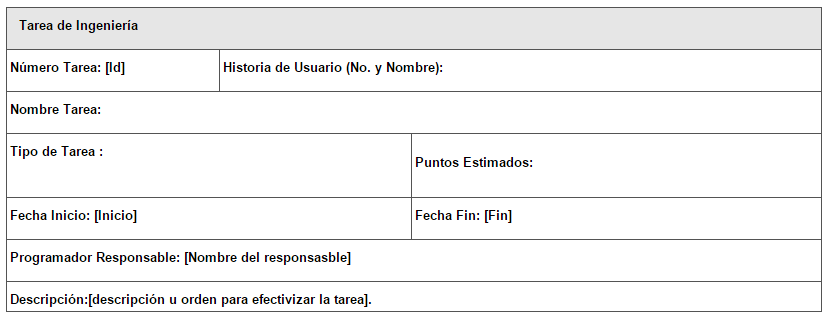 Tarea de Ingeniería
Número Tarea: [Id]
Historia de Usuario (No. y Nombre):
Nombre Tarea:
Tipo de Tarea :
Puntos Estimados:
Fecha Inicio: [Inicio]
Fecha Fin: [Fin]
Programador Responsable: [Nombre del responsasble]
Descripción:[descripción u orden para efectivizar la tarea].